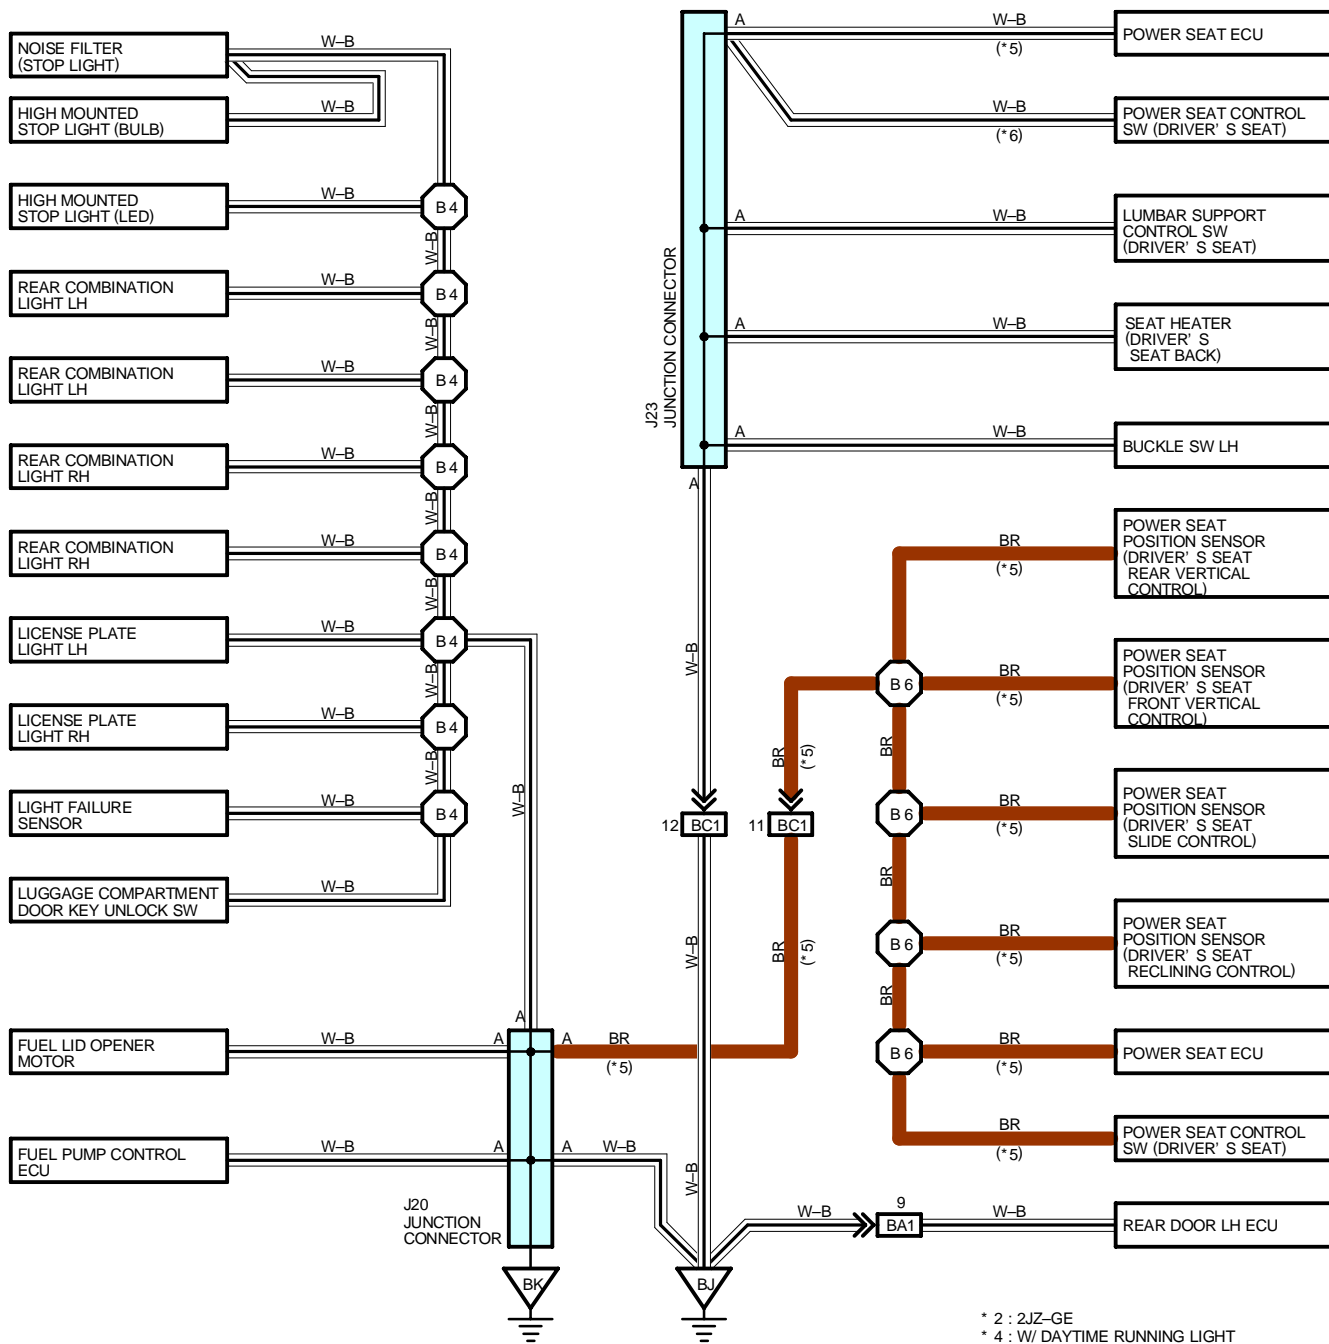 NOISE FILTER
(STOP LIGHT)
W–B
HIGH MOUNTED
STOP LIGHT (BULB)
W–B
HIGH MOUNTED
STOP LIGHT (LED)
W–B
B 4
W–B
REAR COMBINATION
LIGHT LH
W–B
B 4
W–B
REAR COMBINATION
LIGHT LH
W–B
B 4
W–B
REAR COMBINATION
LIGHT RH
W–B
B 4
W–B
REAR COMBINATION
LIGHT RH
W–B
B 4
W–B
LICENSE PLATE
LIGHT LH
W–B
B 4
W–B
LICENSE PLATE
LIGHT RH
W–B
B 4
W–B
LIGHT FAILURE
SENSOR
W–B
B 4
W–B
LUGGAGE COMPARTMENT
DOOR KEY UNLOCK SW
W–B
FUEL LID OPENER
MOTOR
W–B
A
A
A
BR
(* 5)
FUEL PUMP CONTROL
ECU
W–B
A
A
W–B
J20
JUNCTION
CONNECTOR
BK
J23
JUNCTION CONNECTOR
A
W–B
(* 5)
POWER SEAT ECU
W–B
(* 6)
POWER SEAT CONTROL
SW (DRIVER' S SEAT)
A
W–B
LUMBAR SUPPORT
CONTROL SW
(DRIVER' S SEAT)
A
W–B
SEAT HEATER
(DRIVER' S
SEAT BACK)
A
W–B
BUCKLE SW LH
A
W–B
12
BC1
W–B
W–B
BJ
BR
(* 5)
11
BC1
BR
(* 5)
BR
(* 5)
POWER SEAT
POSITION SENSOR
(DRIVER' S SEAT
REAR VERTICAL
CONTROL)
B 6
BR
(* 5)
POWER SEAT
POSITION SENSOR
(DRIVER' S SEAT
FRONT VERTICAL
CONTROL)
BR
B 6
BR
(* 5)
POWER SEAT
POSITION SENSOR
(DRIVER' S SEAT
SLIDE CONTROL)
BR
B 6
BR
(* 5)
POWER SEAT
POSITION SENSOR
(DRIVER' S SEAT
RECLINING CONTROL)
BR
B 6
BR
(* 5)
POWER SEAT ECU
BR
(* 5)
POWER SEAT CONTROL
SW (DRIVER' S SEAT)
W–B
9
BA1
W–B
REAR DOOR LH ECU
* 2 : 2JZ–GE
* 4 : W/ DAYTIME RUNNING LIGHT